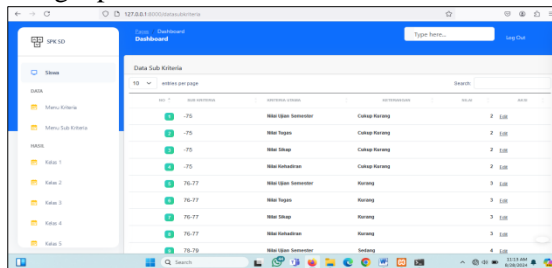 127.0.0.1:8000/datasubkriteria
SPK SD
Pages Dashboard
Dashboard
Type here...
Log Out
Siswa
DATA
Menu Kriteria
Menu Sub Kriteria
HASIL
Kelas 1
Kelas 2
Kelas 3
Kelas 4
Kelas 5
Data Sub Kriteria
10 entries per page
Search:
NO SUB KRITERIA KRITERIA KETERANGAN NILAI AKSI
1 -75 Nilai Ujian Semester Cukup Kurang 2 Edit
2 -75 Nilai Tugas Cukup Kurang 2 Edit
3 -75 Nilai Sikap Cukup Kurang 2 Edit
4 -75 Nilai Kehadiran Cukup Kurang 2 Edit
5 76-77 Nilai Ujian Semester Kurang 3 Edit
6 76-77 Nilai Tugas Kurang 3 Edit
7 76-77 Nilai Sikap Kurang 3 Edit
8 76-77 Nilai Kehadiran Kurang 3 Edit
9 78-79 Nilai Ujian Semester Sedang 4 Edit
Search
11:13 AM
8/28/2024